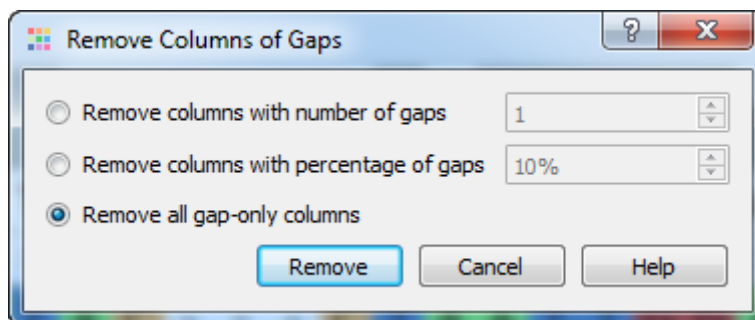 Remove Columns of Gaps
?
Remove columns with number of gaps 1
Remove columns with percentage of gaps 10%
Remove all gap-only columns
Remove Cancel Help